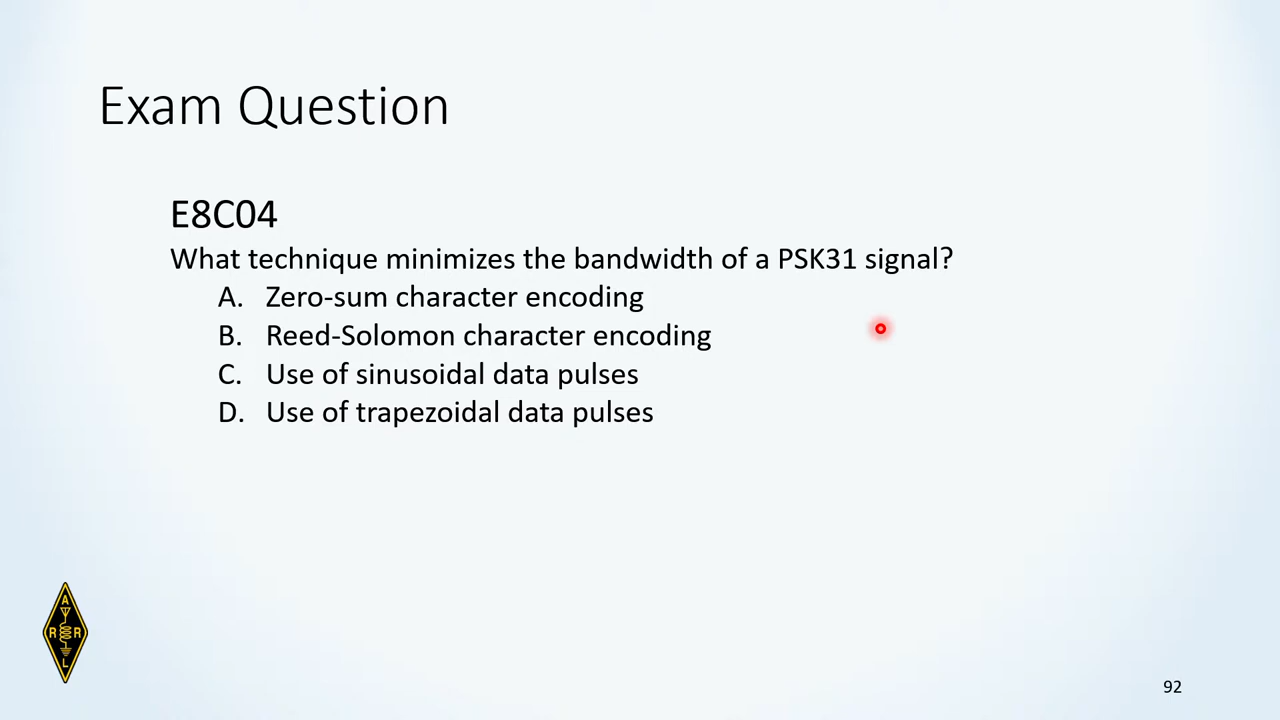 Exam Question
E8C04
What technique minimizes the bandwidth of a PSK31 signal?
A. Zero-sum character encoding
B. Reed-Solomon character encoding
C. Use of sinusoidal data pulses
D. Use of trapezoidal data pulses
A
R R
L
92